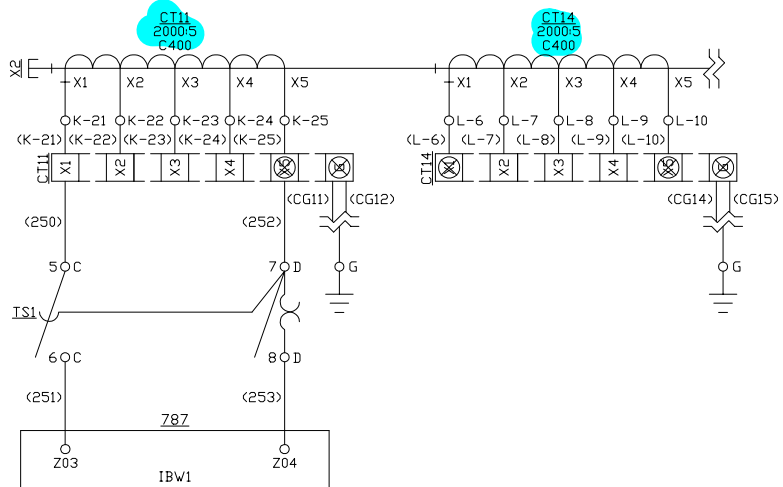 CT11
2000:5
C400
CT14
2000:5
C400
X2
X1 X2 X3 X4 X5
X1 X2 X3 X4 X5
K-21 K-22 K-23 K-24 K-25
L-6 L-7 L-8 L-9 L-10
(K-21) (K-22) (K-23) (K-24) (K-25)
(L-6) (L-7) (L-8) (L-9) (L-10)
CT11 X1 X2 X3 X4 X5 G
CT14 X1 X2 X3 X4 X5 G
(CG11) (CG12)
(CG14) (CG15)
(250) (252)
5 C 7 D G
G
TS1
6 C 8 D
(251) (253)
787
Z03 Z04
IBW1